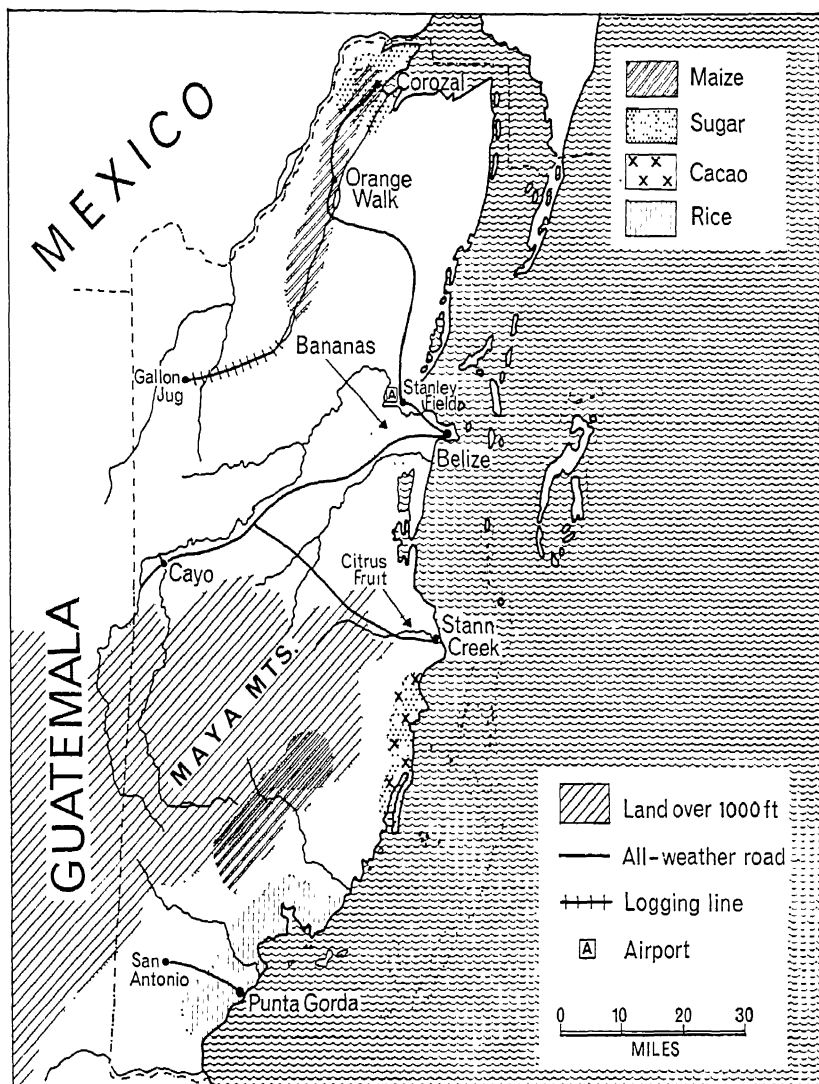 MEXICO
Corozal
Orange
Walk
Maize
Sugar
Cacao
Rice
Gallon
Jug
Bananas
A
Stanley
Field
Belize
Cayo
Citrus
Fruit
Stann
Creek
GUATEMALA
MAYA MTS.
San
Antonio
Punta Gorda
Land over 1000 ft
All-weather road
Logging line
A Airport
0 10 20 30
MILES